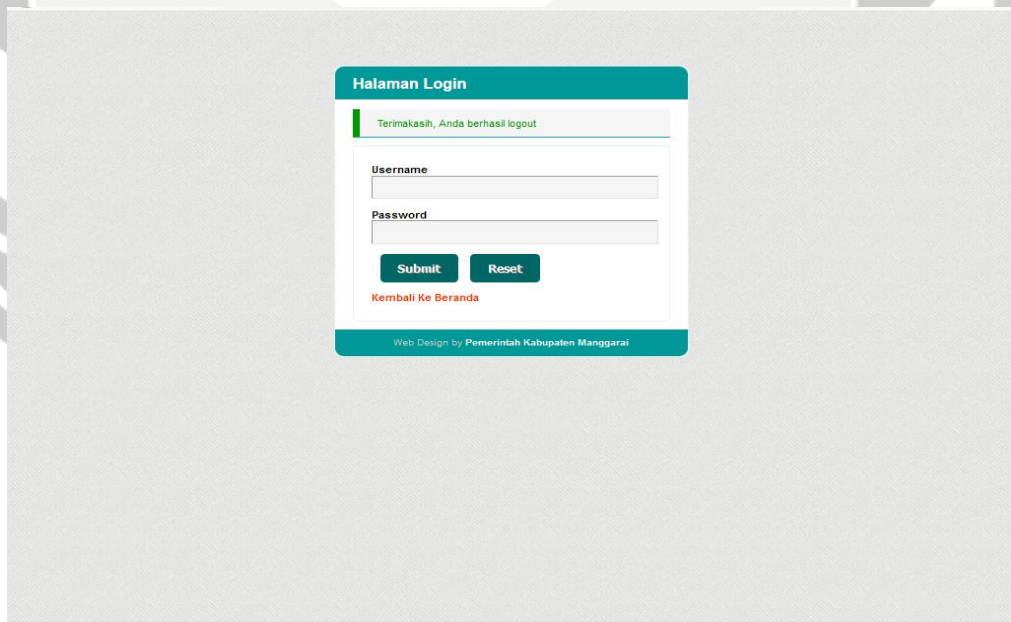 Halaman Login
Terimakasih, Anda berhasil logout
Username
Password
Submit Reset
Kembali Ke Beranda
Web Design by Pemerintah Kabupaten Manggarai